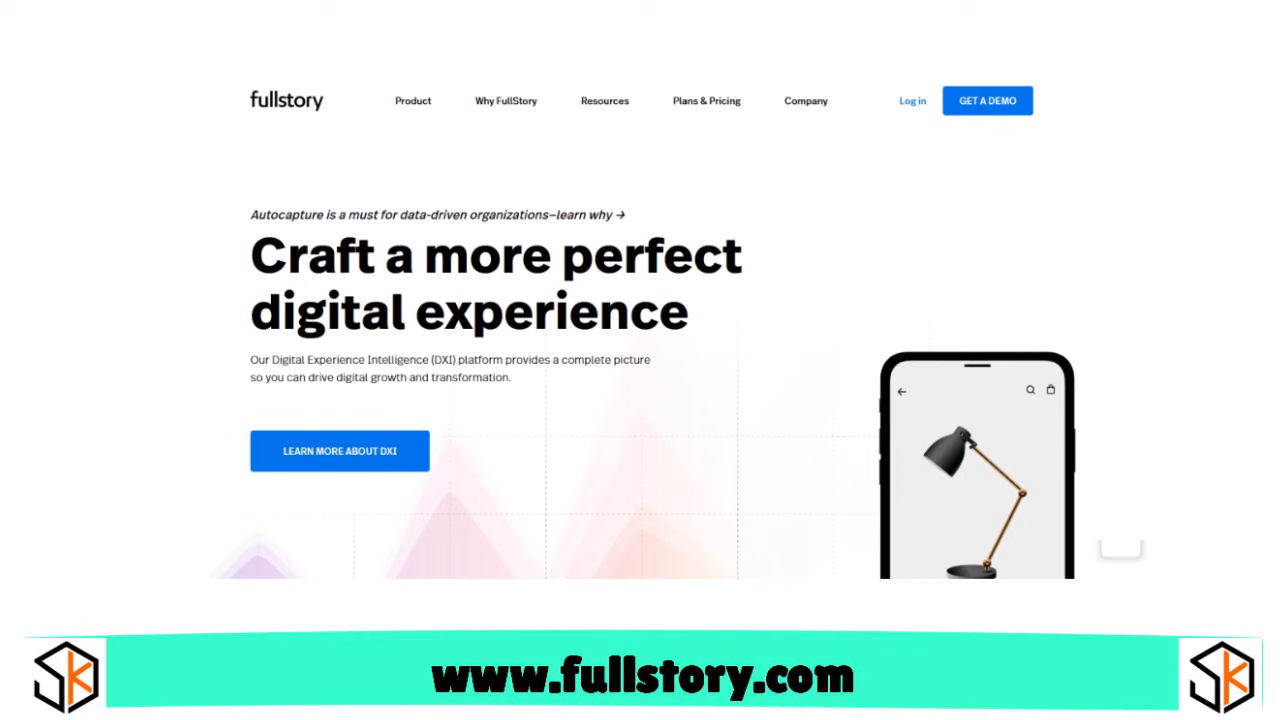 fullstory
Product
Why FullStory
Resources
Plans & Pricing
Company
Log in
GET A DEMO
Autocapture is a must for data-driven organizations—learn why →
Craft a more perfect
digital experience
Our Digital Experience Intelligence (DXI) platform provides a complete picture
so you can drive digital growth and transformation.
LEARN MORE ABOUT DXI
SK
www.fullstory.com
SK